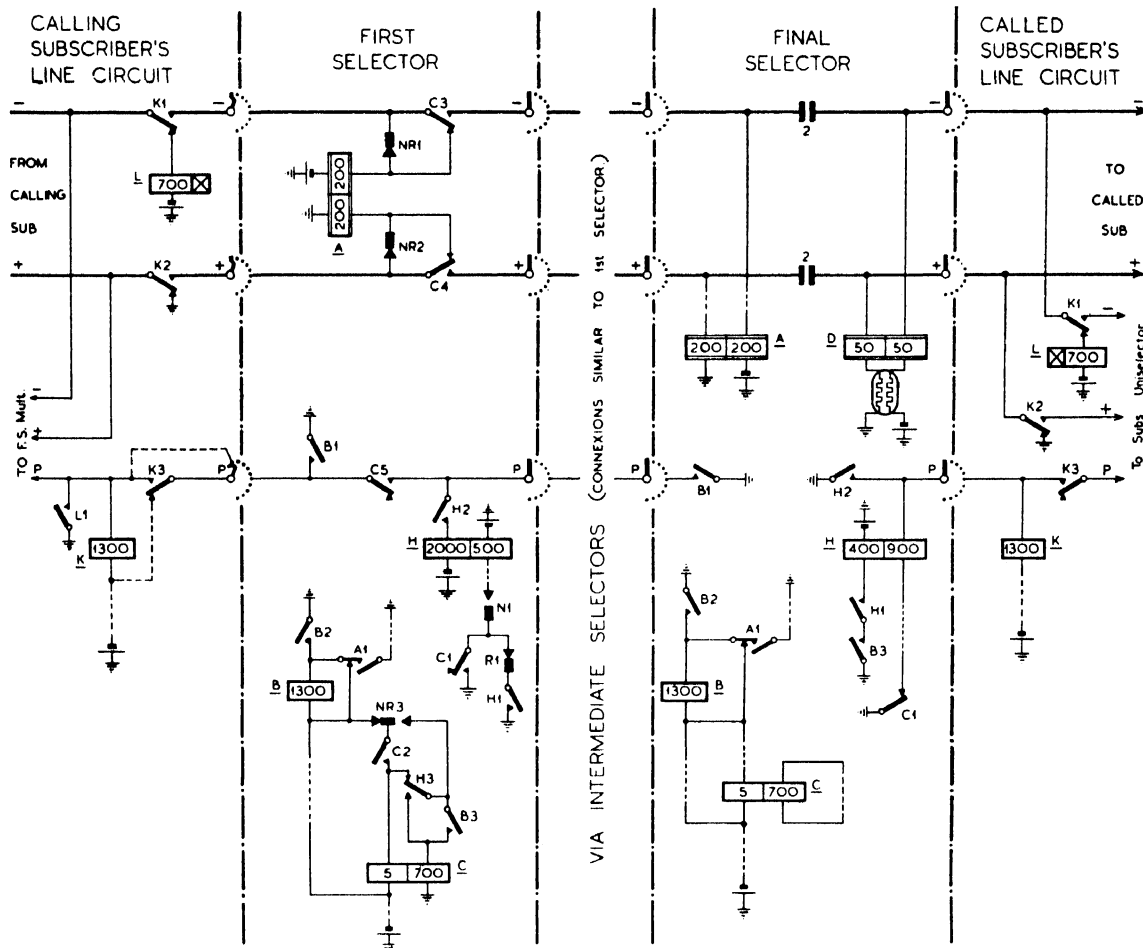 CALLING
SUBSCRIBER'S
LINE CIRCUIT
FIRST
SELECTOR
FINAL
SELECTOR
CALLED
SUBSCRIBER'S
LINE CIRCUIT
- K1 - C3 - - - -
2
NR1
FROM
CALLING
SUB
L 700
200
200
A
NR2
TO
CALLED
SUB
+ K2 + C4 + + 2 + +
200 200 A
D 50 50
K1 -
L 700
K2 +
TO F.S. Mult.
-
+
P
To Subs Uniselector
B1
K3 P C5 P P B1 H2 P K3 P
L1
1300
K
H2
H 2000 500
H 400 900
1300 K
N1
B2
A1
C1
R1
H1
B 1300
NR3
C2
H3
B3
5 700 C
VIA INTERMEDIATE SELECTORS (CONNEXIONS SIMILAR TO 1st SELECTOR)
B2
A1
1300 B
H1
B3
C1
5 700 C